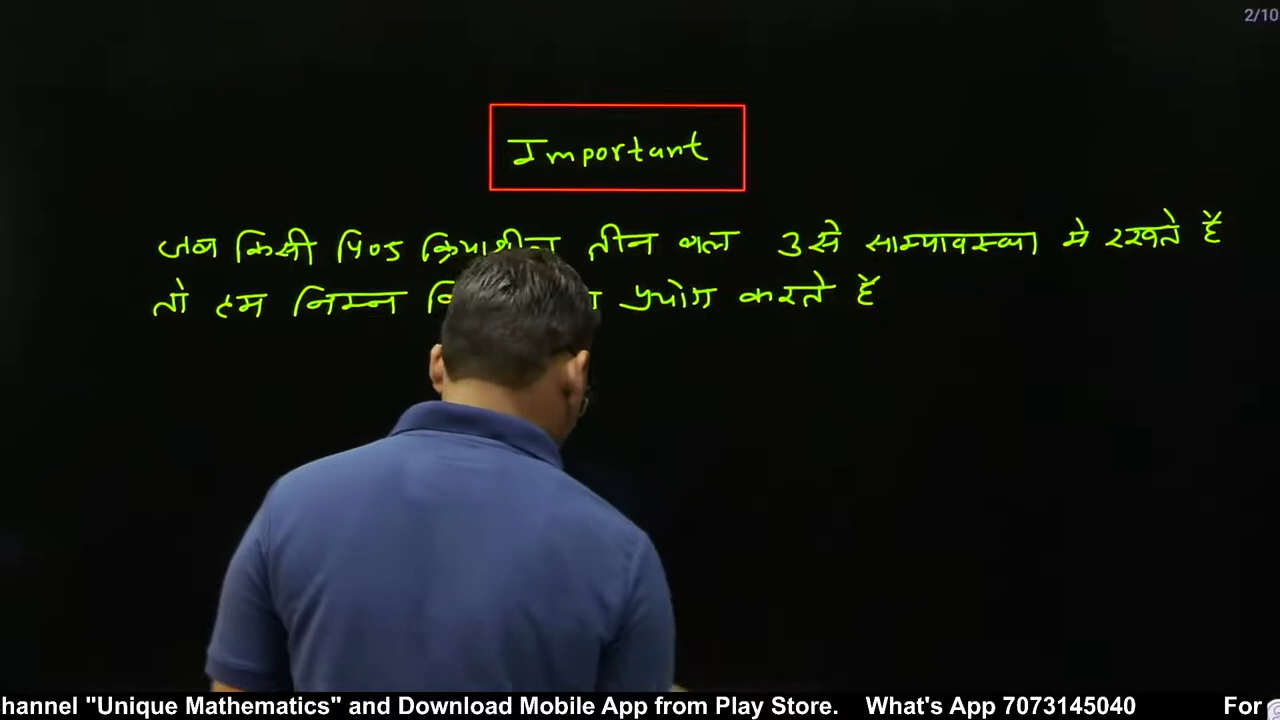 2/10
Important
जब किसी पिण्ड क्रियाशील तीन बल उसे साम्यावस्था मे रखते हैं
तो हम निम्न प्रयोग करते हैं
hannel "Unique Mathematics" and Download Mobile App from Play Store. What's App 7073145040 For